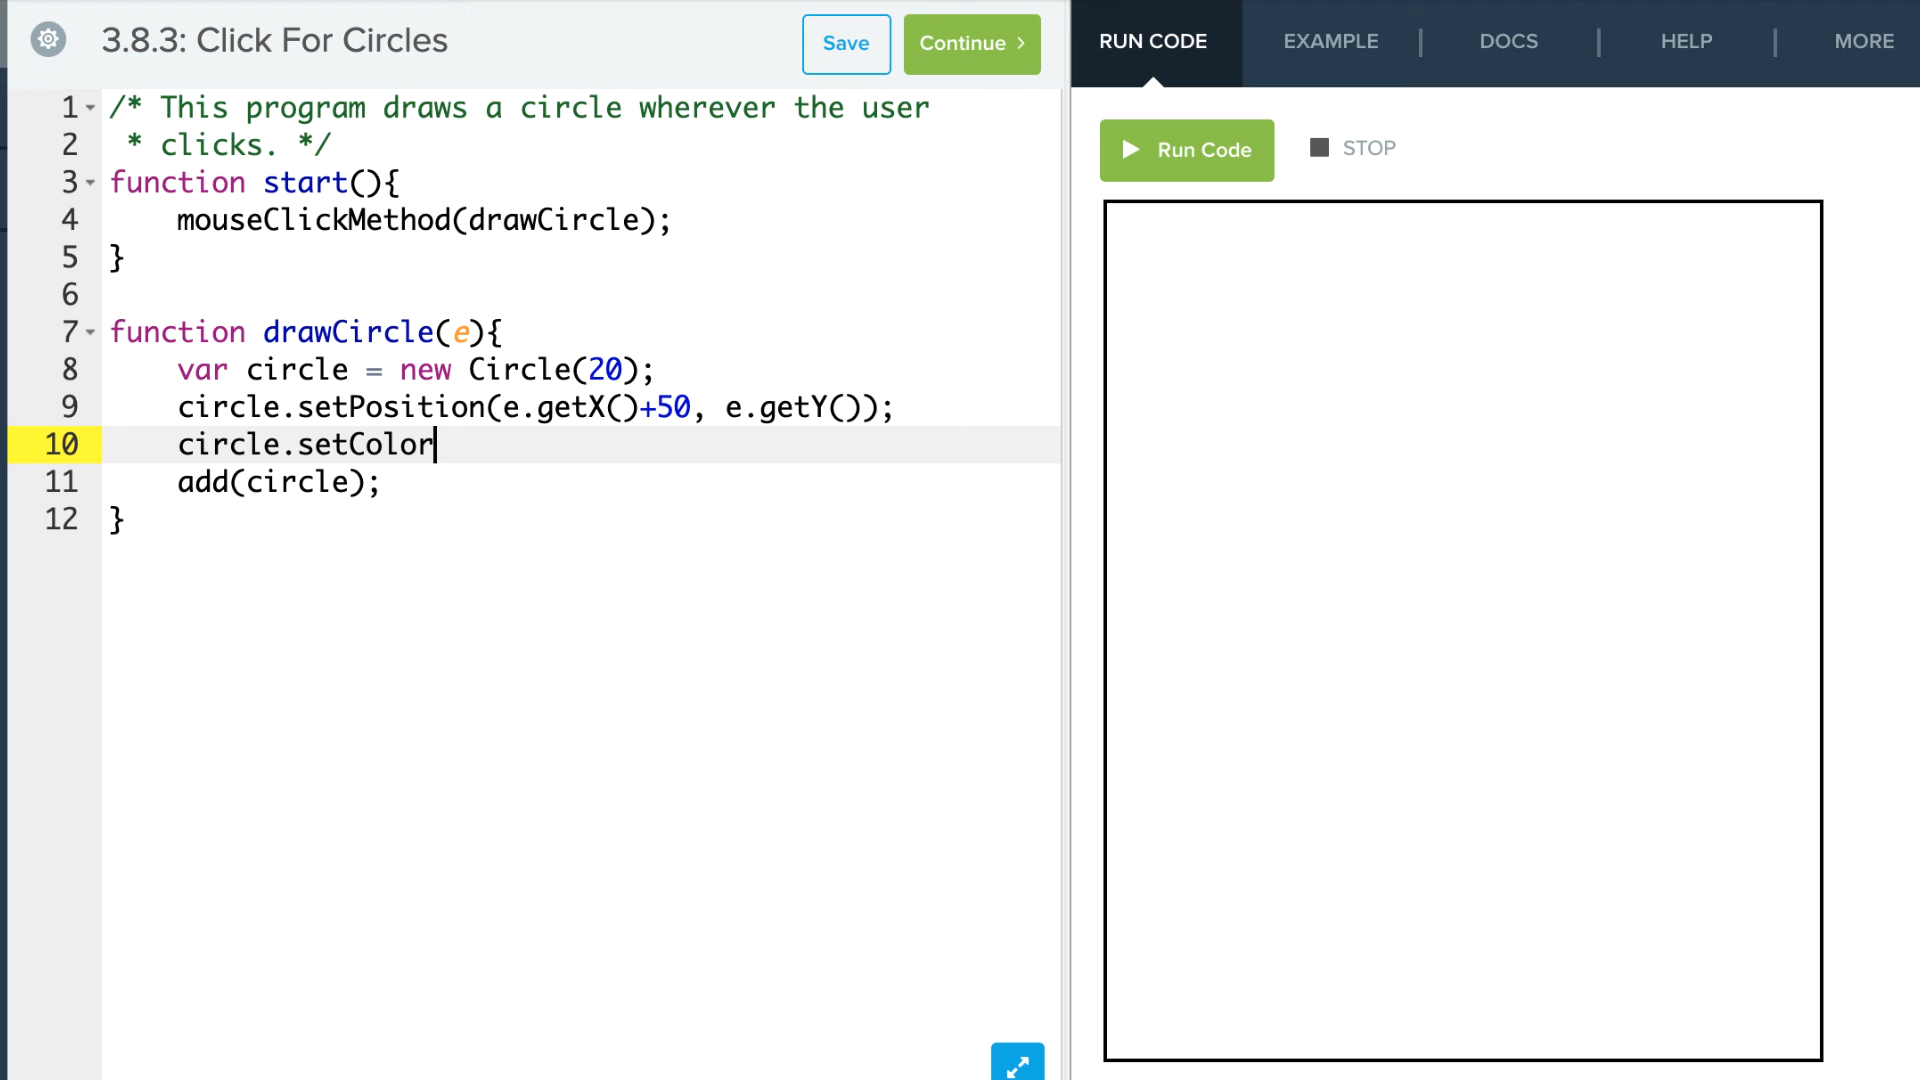 3.8.3: Click For Circles
Save
Continue
RUN CODE
EXAMPLE
DOCS
HELP
MORE
Run Code
STOP
1 /* This program draws a circle wherever the user
2 * clicks. */
3 function start(){
4 mouseClickMethod(drawCircle);
5 }
6
7 function drawCircle(e){
8 var circle = new Circle(20);
9 circle.setPosition(e.getX()+50, e.getY());
10 circle.setColor
11 add(circle);
12 }